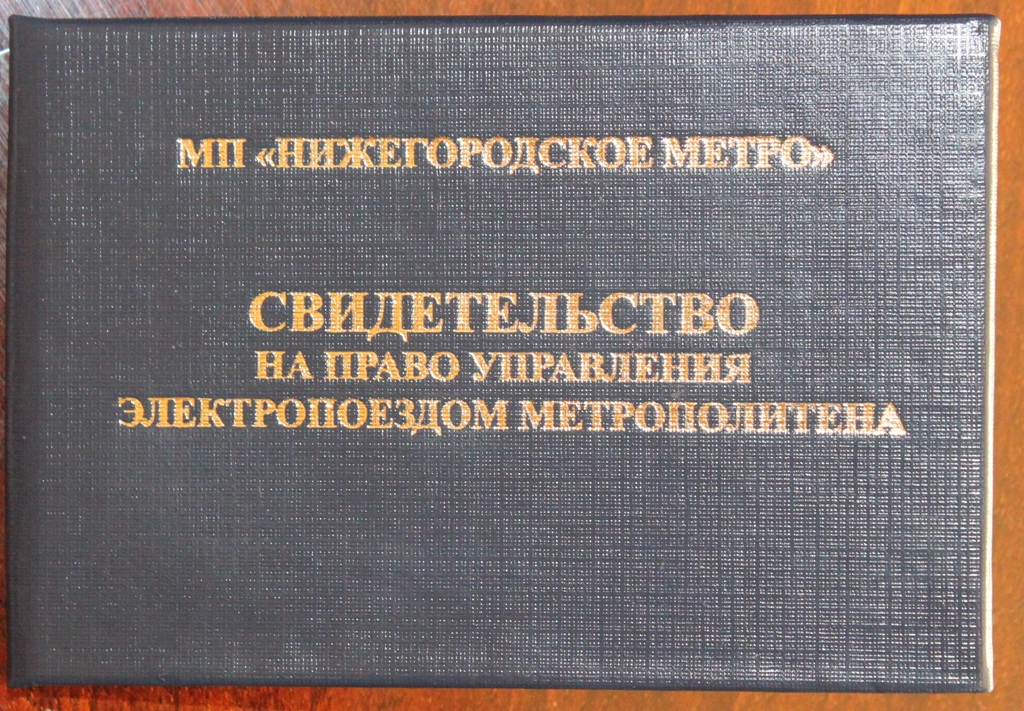 МП «НИЖЕГОРОДСКОЕ МЕТРО»
СВИДЕТЕЛЬСТВО
НА ПРАВО УПРАВЛЕНИЯ
ЭЛЕКТРОПОЕЗДОМ МЕТРОПОЛИТЕНА